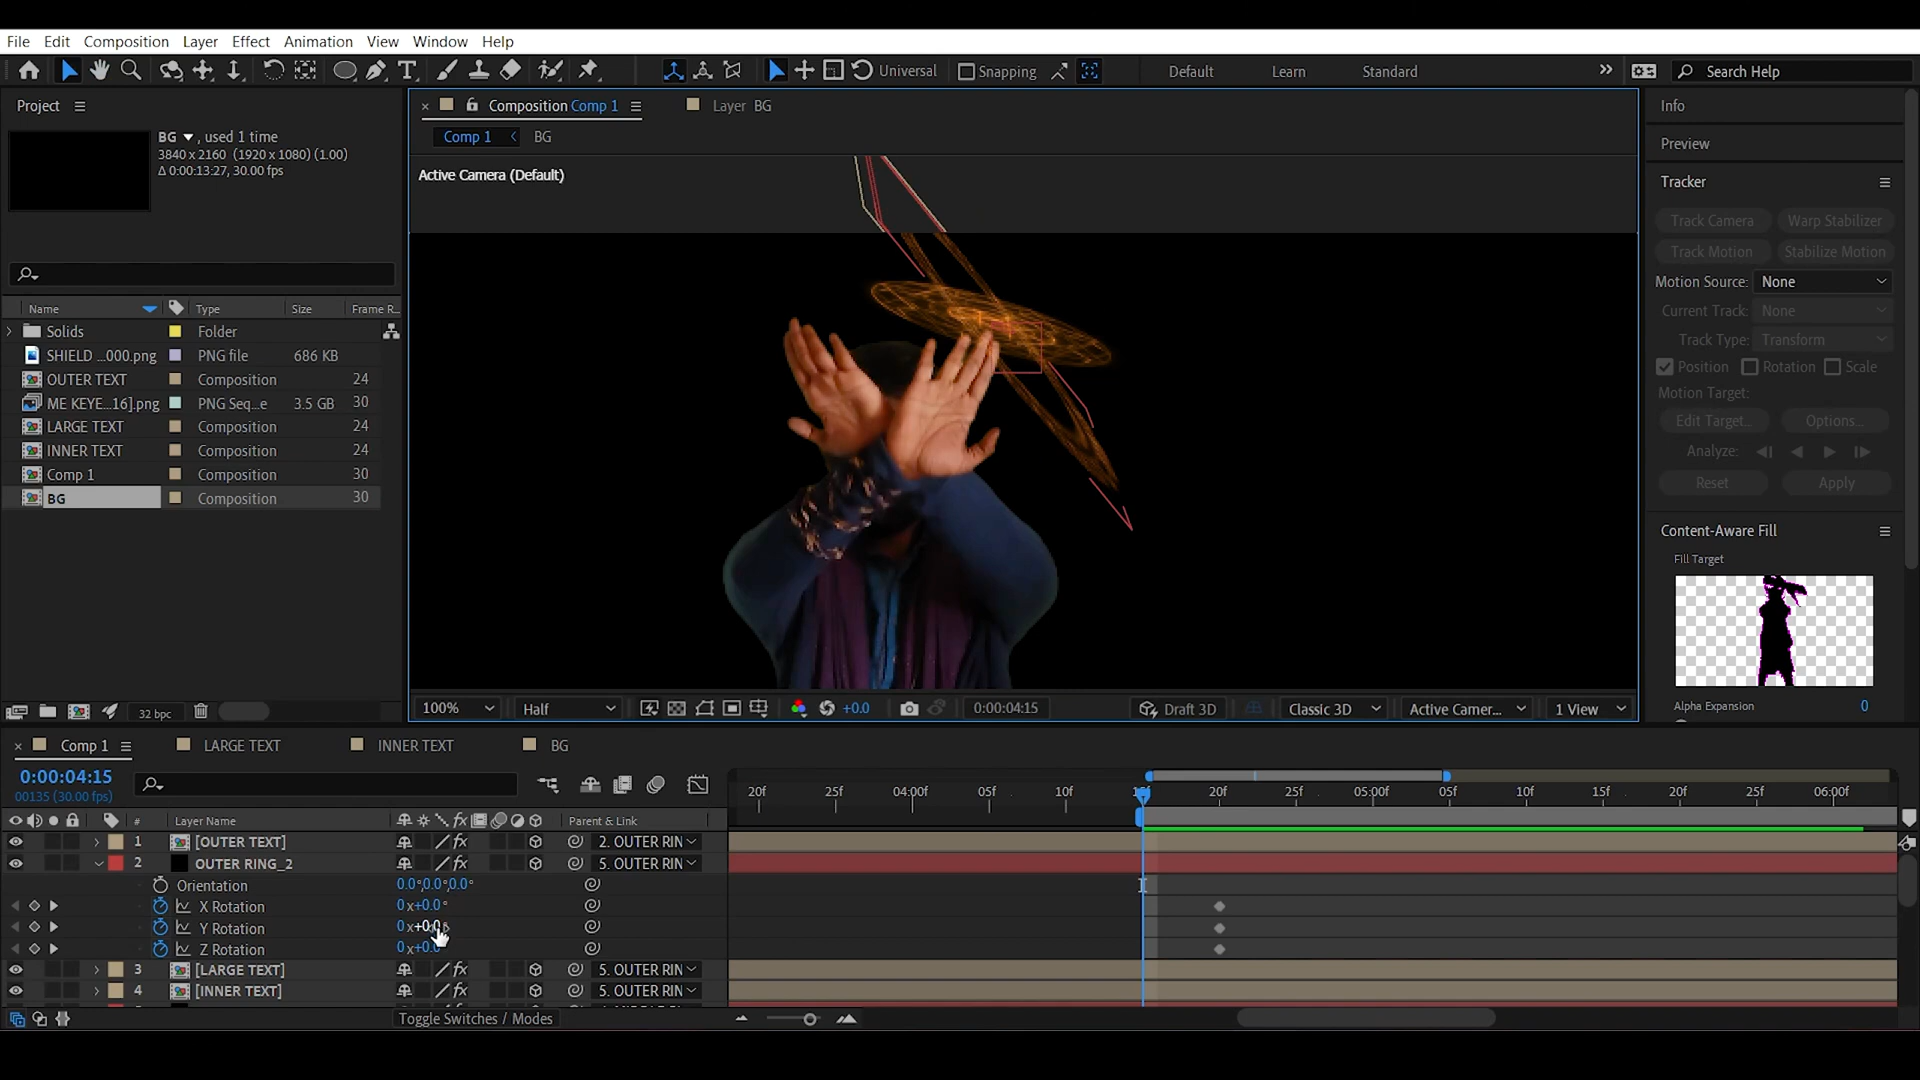 File Edit Composition Layer Effect Animation View Window Help
Universal Snapping Default Learn Standard Search Help
Project
BG , used 1 time
3840 x 2160 (1920 x 1080) (1.00)
Δ 0:00:13:27, 30.00 fps
Name Type Size Frame R...
Solids Folder
SHIELD ...000.png PNG file 686 KB
OUTER TEXT Composition 24
ME KEYE...16].png PNG Seq...e 3.5 GB 30
LARGE TEXT Composition 24
INNER TEXT Composition 24
Comp 1 Composition 30
BG Composition 30
32 bpc
Composition Comp 1 Layer BG
Comp 1 BG
Active Camera (Default)
100% Half +0.0 0:00:04:15 Draft 3D Classic 3D Active Camer... 1 View
Info
Preview
Tracker
Track Camera Warp Stabilizer
Track Motion Stabilize Motion
Motion Source: None
Current Track: None
Track Type: Transform
Position Rotation Scale
Motion Target:
Edit Target... Options...
Analyze:
Reset Apply
Content-Aware Fill
Fill Target
Alpha Expansion 0
Comp 1 LARGE TEXT INNER TEXT BG
0:00:04:15
00135 (30.00 fps)
20f 25f 04:00f 05f 10f 20f 25f 05:00f 05f 10f 15f 20f 25f 06:00f
# Layer Name Parent & Link
1 [OUTER TEXT] 2. OUTER RIN
2 OUTER RING_2 5. OUTER RIN
Orientation 0.0°,0.0°,0.0°
X Rotation 0 x+0.0°
Y Rotation 0 x+0.0°
Z Rotation 0 x+0.0
3 [LARGE TEXT] 5. OUTER RIN
4 [INNER TEXT] 5. OUTER RIN
Toggle Switches / Modes